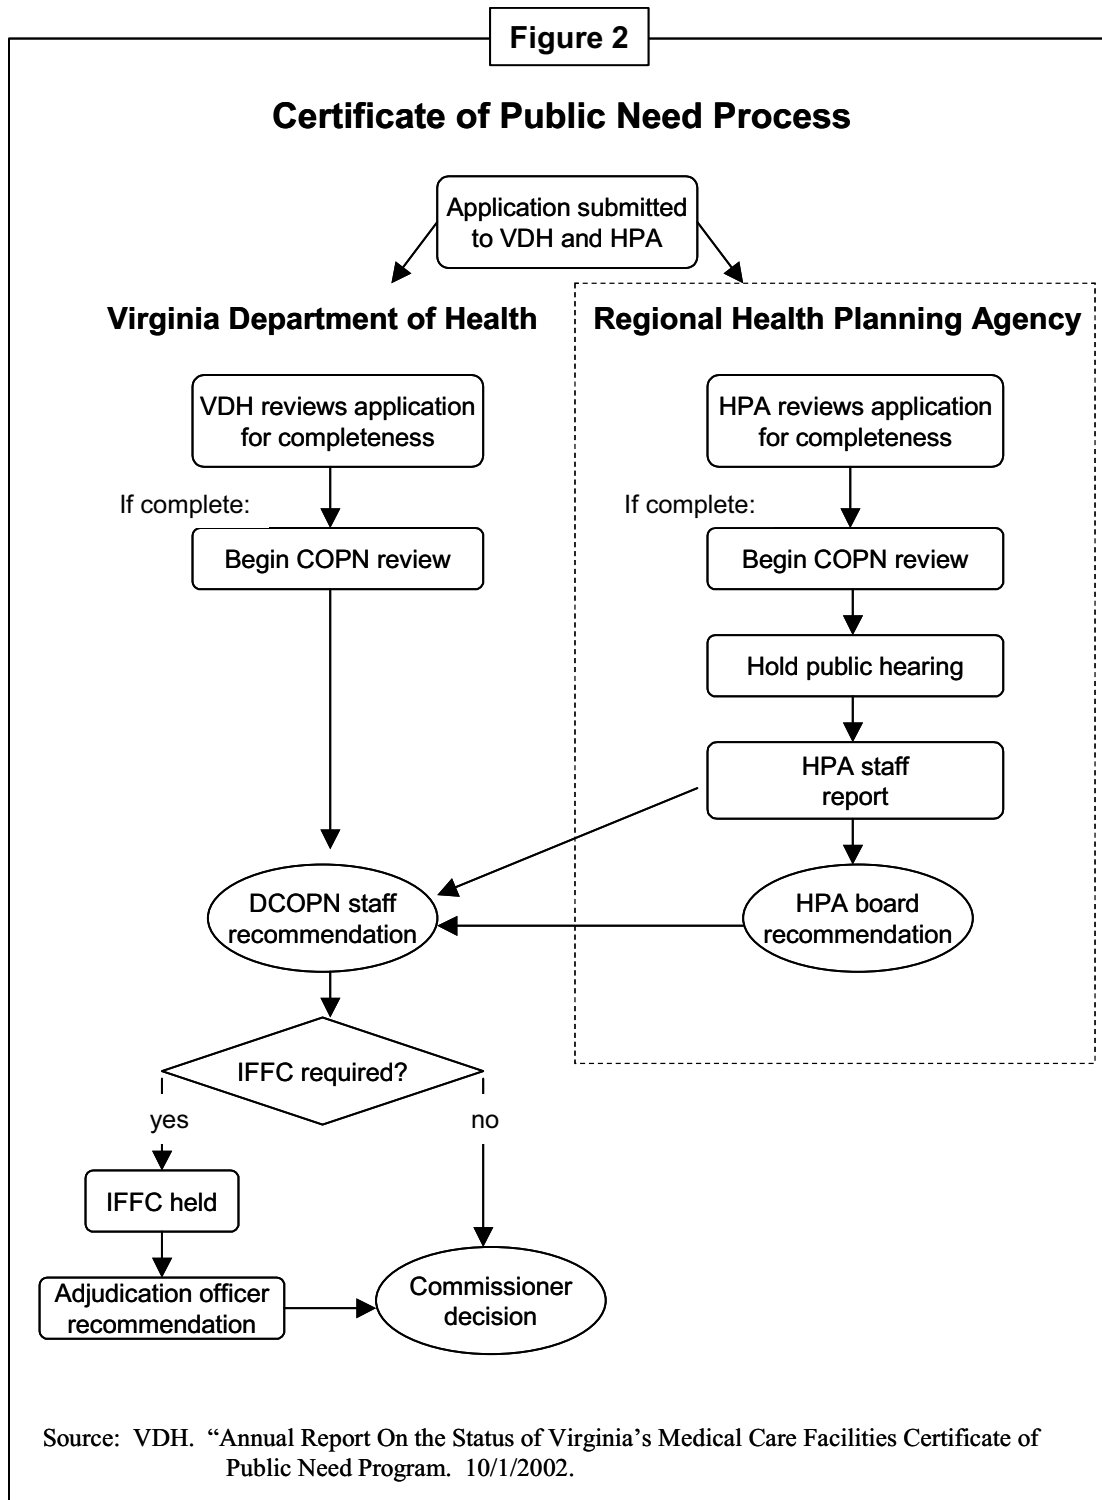 Figure 2
Certificate of Public Need Process
Application submitted
to VDH and HPA
Virginia Department of Health
Regional Health Planning Agency
VDH reviews application
for completeness
HPA reviews application
for completeness
If complete:
If complete:
Begin COPN review
Begin COPN review
Hold public hearing
HPA staff
report
DCOPN staff
recommendation
HPA board
recommendation
IFFC required?
yes
no
IFFC held
Adjudication officer
recommendation
Commissioner
decision
Source:  VDH.  “Annual Report On the Status of Virginia’s Medical Care Facilities Certificate of
Public Need Program.  10/1/2002.